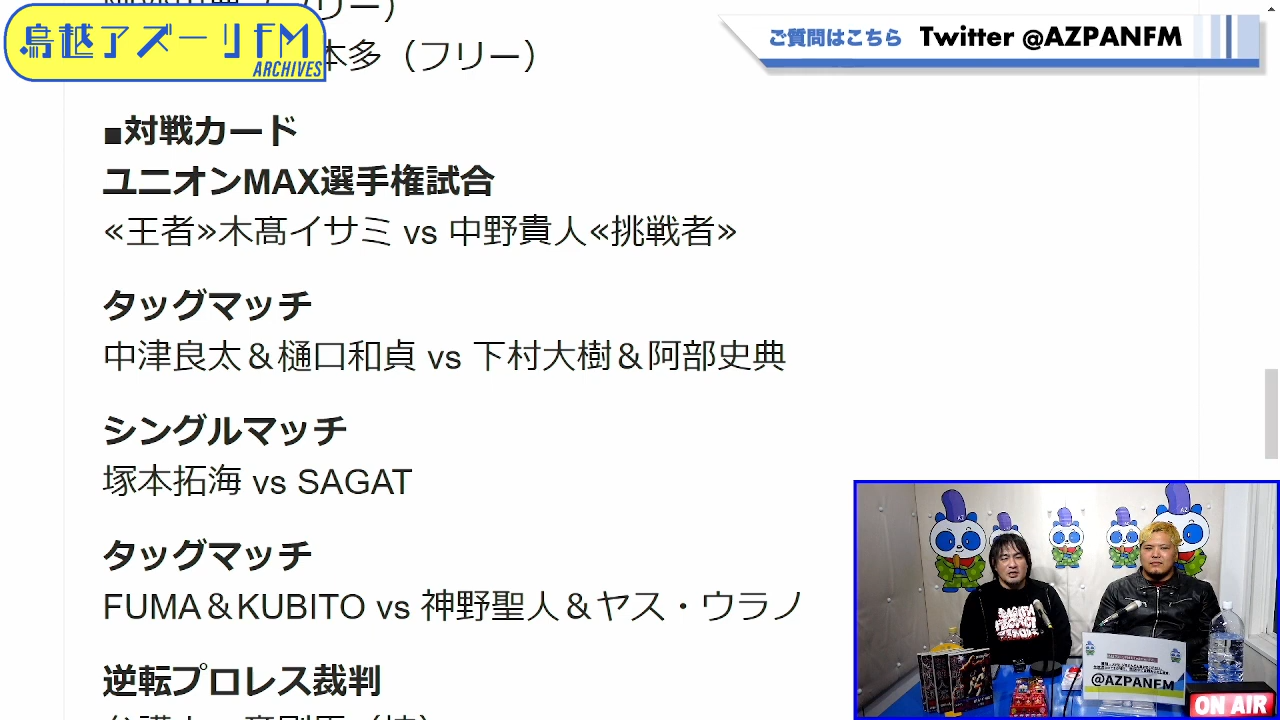 鳥越アズーリFM
ARCHIVES
本多（フリー）
ご質問はこちら Twitter @AZPANFM
■対戦カード
ユニオンMAX選手権試合
≪王者≫木髙イサミ vs 中野貴人≪挑戦者≫
タッグマッチ
中津良太＆樋口和貞 vs 下村大樹＆阿部史典
シングルマッチ
塚本拓海 vs SAGAT
タッグマッチ
FUMA＆KUBITO vs 神野聖人＆ヤス・ウラノ
逆転プロレス裁判
@AZPANFM
ON AIR